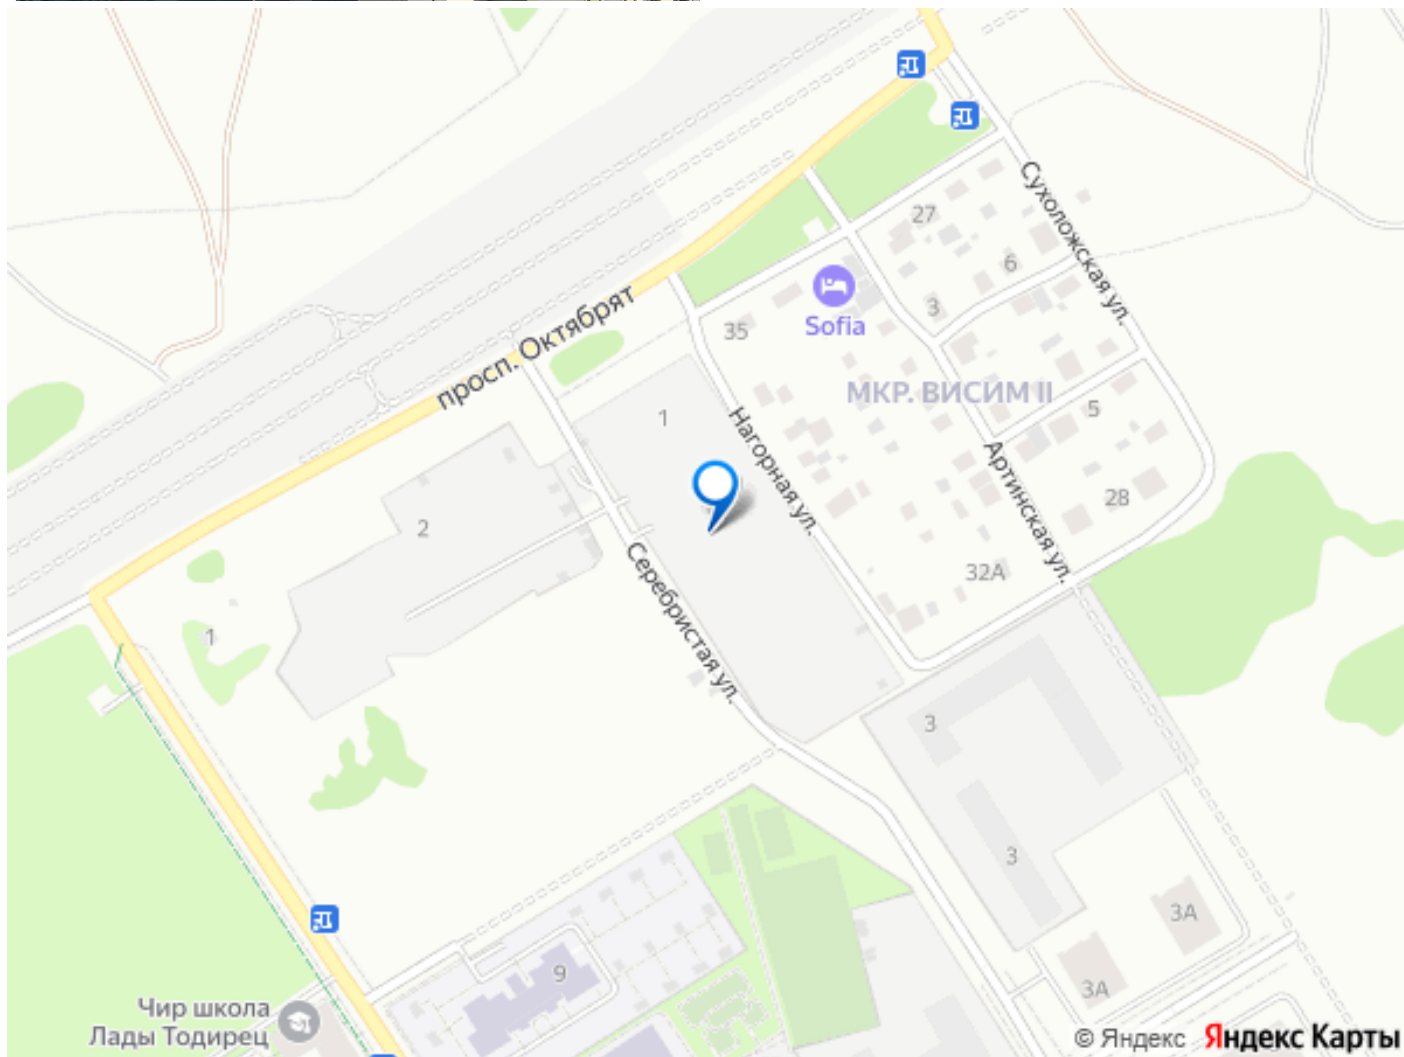 Сухоложская ул.
27
6
3
Sofia
35
просп. Октябрят
МКР. ВИСИМ II
5
1
Нагорная ул.
Артинская ул.
28
2
32А
Серебристая ул.
1
3
3
3А
3А
9
Чир школа
Лады Тодирец
© Яндекс Яндекс Карты